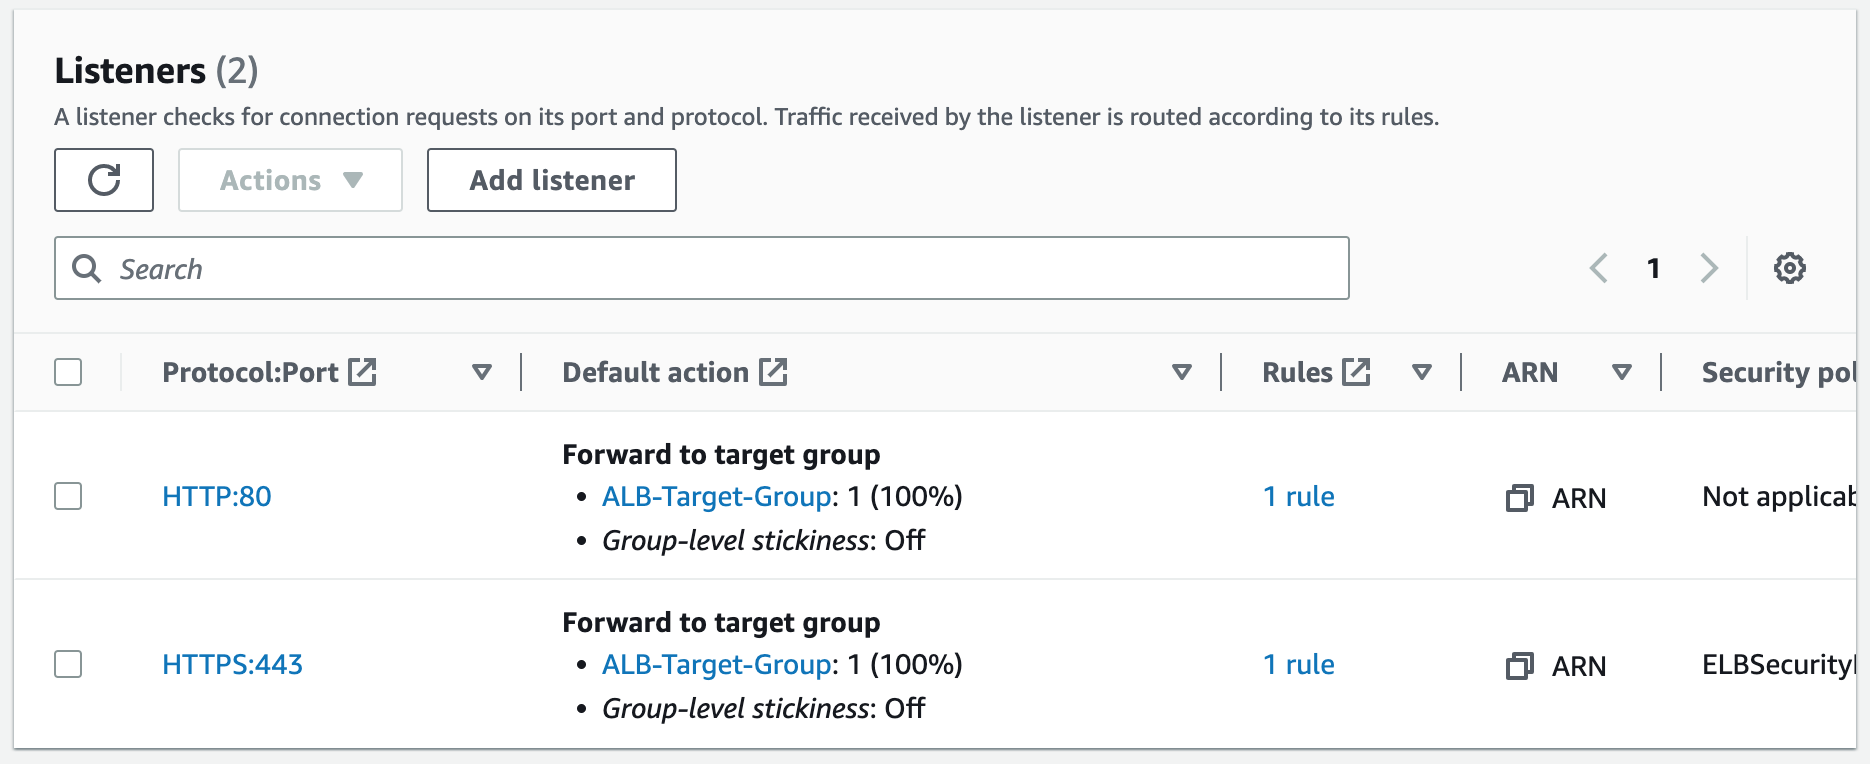 Listeners (2)
A listener checks for connection requests on its port and protocol. Traffic received by the listener is routed according to its rules.
Actions Add listener
Search 1
Protocol:Port Default action Rules ARN Security pol
Forward to target group
HTTP:80 • ALB-Target-Group: 1 (100%) 1 rule ARN Not applicab
• Group-level stickiness: Off
Forward to target group
HTTPS:443 • ALB-Target-Group: 1 (100%) 1 rule ARN ELBSecurity
• Group-level stickiness: Off